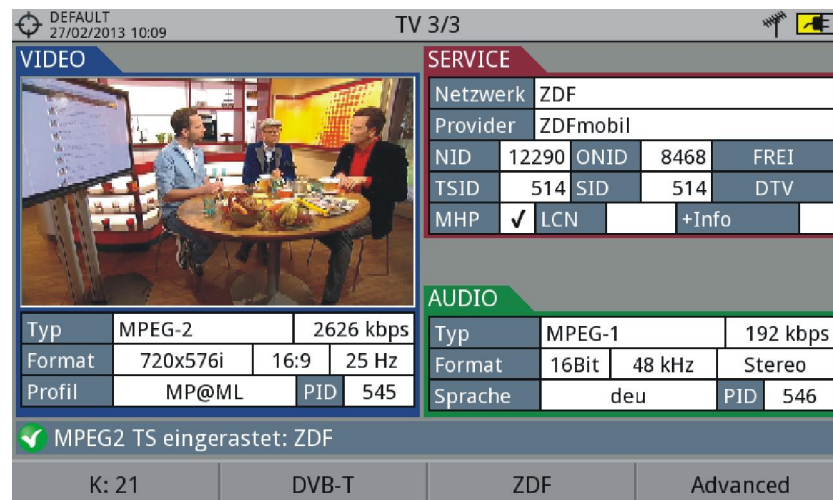 DEFAULT
27/02/2013 10:09
TV 3/3
VIDEO
Typ MPEG-2 2626 kbps
Format 720x576i 16:9 25 Hz
Profil MP@ML PID 545
SERVICE
Netzwerk ZDF
Provider ZDFmobil
NID 12290 ONID 8468 FREI
TSID 514 SID 514 DTV
MHP ✓ LCN +Info
AUDIO
Typ MPEG-1 192 kbps
Format 16Bit 48 kHz Stereo
Sprache deu PID 546
MPEG2 TS eingerastet: ZDF
K: 21 DVB-T ZDF Advanced